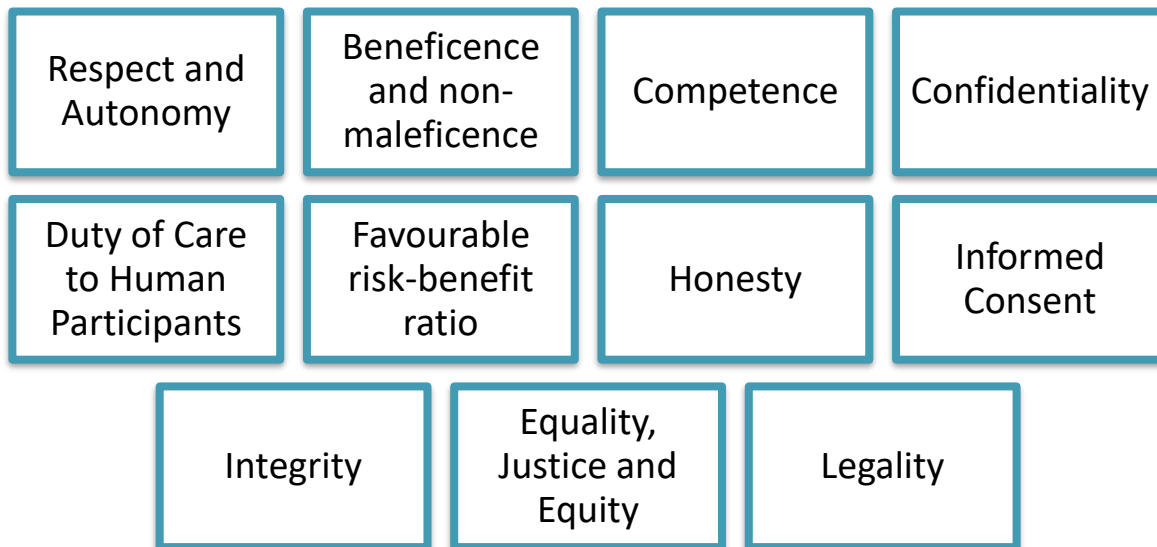 Respect and
Autonomy
Beneficence
and non-
maleficence
Competence
Confidentiality
Duty of Care
to Human
Participants
Favourable
risk-benefit
ratio
Honesty
Informed
Consent
Integrity
Equality,
Justice and
Equity
Legality